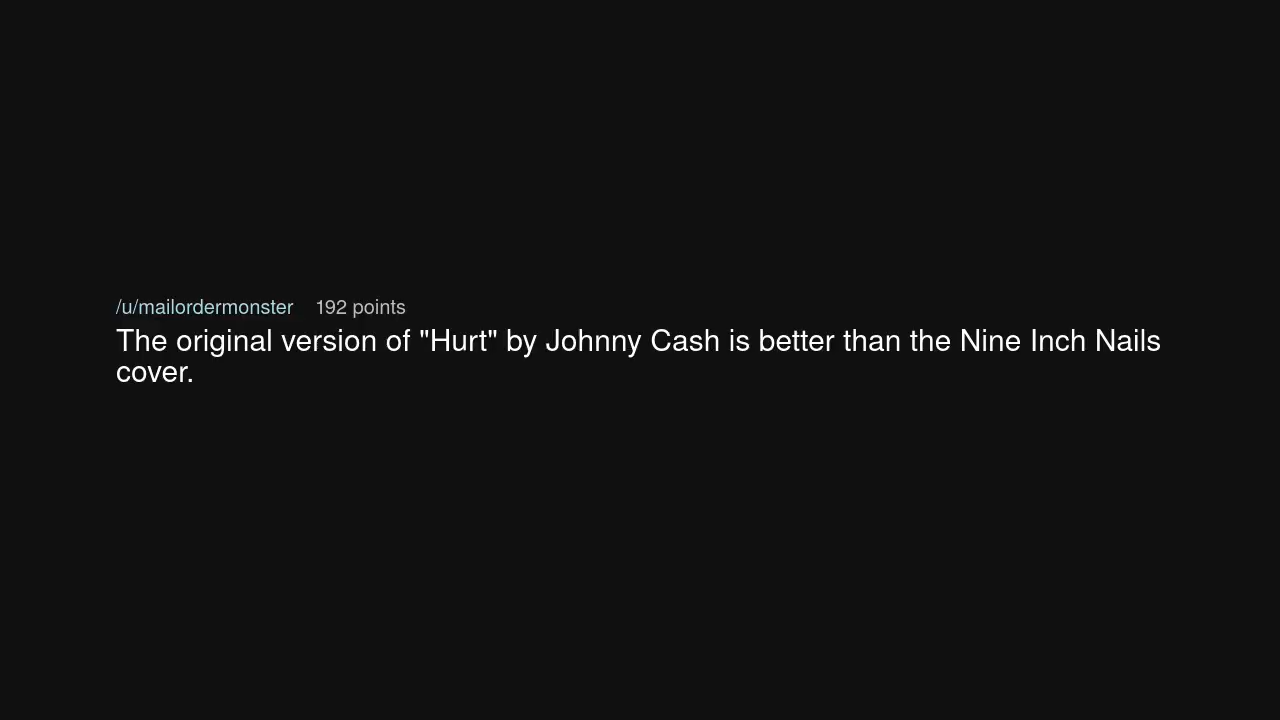 /u/mailordermonster 192 points
The original version of "Hurt" by Johnny Cash is better than the Nine Inch Nails
cover.